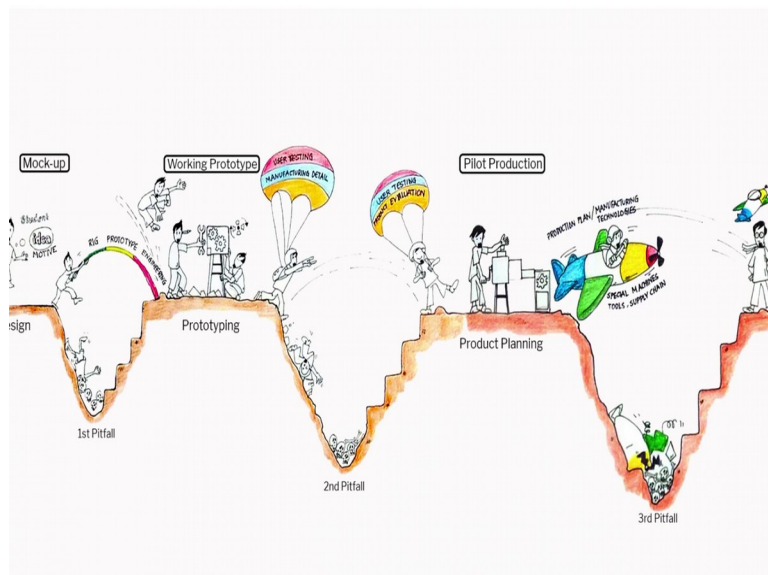 Mock-up
Working Prototype
Pilot Production
Student
Idea
MOTIVE
RIG PROTOTYPE ENGINEERING
USER TESTING
MANUFACTURING DETAIL
USER TESTING
EVALUATION
PRODUCTION PLAN/MANUFACTURING
TECHNOLOGIES
SPECIAL MACHINES
TOOLS, SUPPLY CHAIN
esign
Prototyping
Product Planning
1st Pitfall
2nd Pitfall
3rd Pitfall